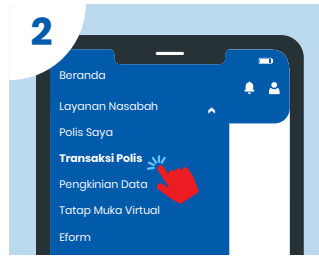 2
Beranda
Layanan Nasabah
Polis Saya
Transaksi Polis
Pengkinian Data
Tatap Muka Virtual
Eform